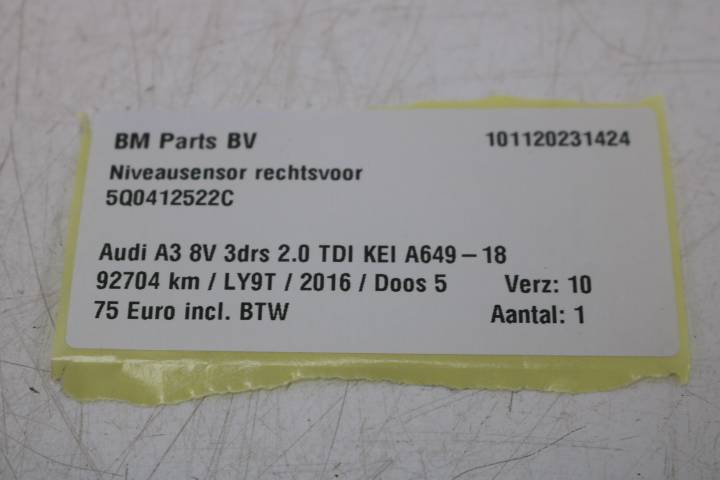 BM Parts BV 101120231424
Niveausensor rechtsvoor
5Q0412522C
Audi A3 8V 3drs 2.0 TDI KEI A649-18
92704 km / LY9T / 2016 / Doos 5 Verz: 10
75 Euro incl. BTW Aantal: 1